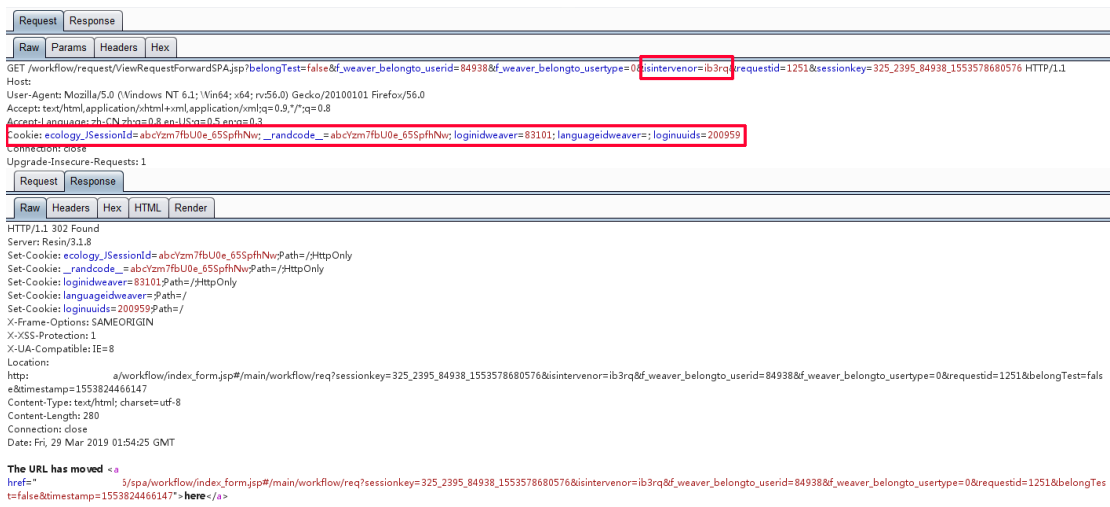 Request Response
Raw Params Headers Hex
GET /workflow/request/ViewRequestForwardSPA.jsp?belongTest=false&f_weaver_belongto_userid=84938&f_weaver_belongto_usertype=0&isintervenor=ib3rq&requestid=1251&sessionkey=325_2395_84938_1553578680576 HTTP/1.1
Host:
User-Agent: Mozilla/5.0 (Windows NT 6.1; Win64; x64; rv:56.0) Gecko/20100101 Firefox/56.0
Accept: text/html,application/xhtml+xml,application/xml;q=0.9,*/*;q=0.8
Accept-Language: zh-CN,zh;q=0.8,en-US;q=0.5,en;q=0.3
Cookie: ecology_JSessionId=abcYzm7fbU0e_65SpfhNw; __randcode__=abcYzm7fbU0e_65SpfhNw; loginidweaver=83101; languageidweaver=; loginuuids=200959
Connection: close
Upgrade-Insecure-Requests: 1
Request Response
Raw Headers Hex HTML Render
HTTP/1.1 302 Found
Server: Resin/3.1.8
Set-Cookie: ecology_JSessionId=abcYzm7fbU0e_65SpfhNw;Path=/;HttpOnly
Set-Cookie: __randcode__=abcYzm7fbU0e_65SpfhNw;Path=/;HttpOnly
Set-Cookie: loginidweaver=83101;Path=/;HttpOnly
Set-Cookie: languageidweaver=;Path=/
Set-Cookie: loginuuids=200959;Path=/
X-Frame-Options: SAMEORIGIN
X-XSS-Protection: 1
X-UA-Compatible: IE=8
Location:
http: a/workflow/index_form.jsp#/main/workflow/req?sessionkey=325_2395_84938_1553578680576&isintervenor=ib3rq&f_weaver_belongto_userid=84938&f_weaver_belongto_usertype=0&requestid=1251&belongTest=fals
e&timestamp=1553824466147
Content-Type: text/html; charset=utf-8
Content-Length: 280
Connection: close
Date: Fri, 29 Mar 2019 01:54:25 GMT
The URL has moved <a
href=" /spa/workflow/index_form.jsp#/main/workflow/req?sessionkey=325_2395_84938_1553578680576&isintervenor=ib3rq&f_weaver_belongto_userid=84938&f_weaver_belongto_usertype=0&requestid=1251&belongTes
t=false&timestamp=1553824466147">here</a>